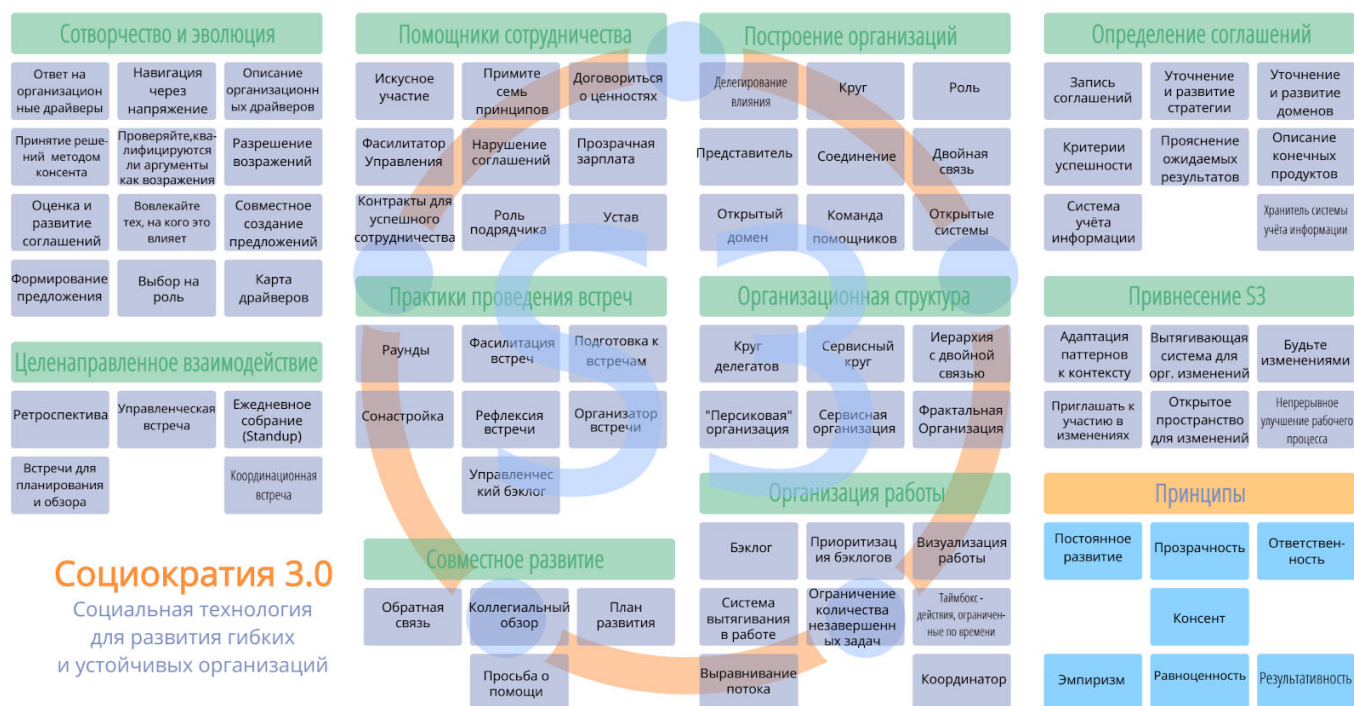 Сотворчество и эволюция
Ответ на
организацион
ные драйверы
Навигация
через
напряжение
Описание
организационн
ых драйверов
Принятие реше-
ний методом
консента
Проверяйте,ква-
лифицируются
ли аргументы
как возражения
Разрешение
возражений
Оценка и
развитие
соглашений
Вовлекайте
тех, на кого это
влияет
Совместное
создание
предложений
Формирование
предложения
Выбор на
роль
Карта
драйверов
Целенаправленное взаимодействие
Ретроспектива
Управленческая
встреча
Ежедневное
собрание
(Standup)
Встречи для
планирования
и обзора
Координационная
встреча
Социократия 3.0
Социальная технология
для развития гибких
и устойчивых организаций
Помощники сотрудничества
Искусное
участие
Примите
семь
принципов
Договориться
о ценностях
Фасилитатор
Управления
Нарушение
соглашений
Прозрачная
зарплата
Контракты для
успешного
сотрудничества
Роль
подрядчика
Устав
Практики проведения встреч
Раунды
Фасилитация
встреч
Подготовка к
встречам
Сонастройка
Рефлексия
встречи
Организатор
встречи
Управленчес
кий бэклог
Совместное развитие
Обратная
связь
Коллегиальный
обзор
План
развития
Просьба о
помощи
Построение организаций
Делегирование
влияния
Круг
Роль
Представитель
Соединение
Двойная
связь
Открытый
домен
Команда
помощников
Открытые
системы
Организационная структура
Круг
делегатов
Сервисный
круг
Иерархия
с двойной
связью
"Персиковая"
организация
Сервисная
организация
Фрактальная
Организация
Организация работы
Бэклог
Приоритизац
ия бэклогов
Визуализация
работы
Система
вытягивания
в работе
Ограничение
количества
незавершенн
ых задач
Таймбокс -
действия, ограничен-
ные по времени
Выравнивание
потока
Координатор
Определение соглашений
Запись
соглашений
Уточнение
и развитие
стратегии
Уточнение
и развитие
доменов
Критерии
успешности
Прояснение
ожидаемых
результатов
Описание
конечных
продуктов
Система
учёта
информации
Хранитель системы
учёта информации
Привнесение S3
Адаптация
паттернов
к контексту
Вытягивающая
система для
орг. изменений
Будьте
изменениями
Приглашать к
участию в
изменениях
Открытое
пространство
для изменений
Непрерывное
улучшение рабочего
процесса
Принципы
Постоянное
развитие
Прозрачность
Ответствен-
ность
Консент
Эмпиризм
Равноценность
Результативность
S3